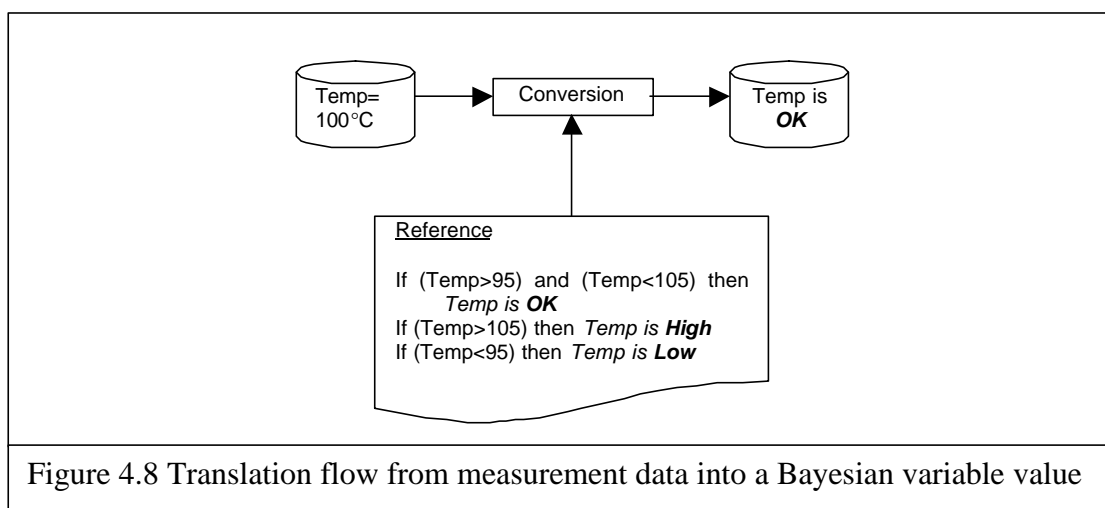 Temp=
100°C
Conversion
Temp is
OK
Reference
If (Temp>95) and (Temp<105) then
Temp is OK
If (Temp>105) then Temp is High
If (Temp<95) then Temp is Low
Figure 4.8 Translation flow from measurement data into a Bayesian variable value